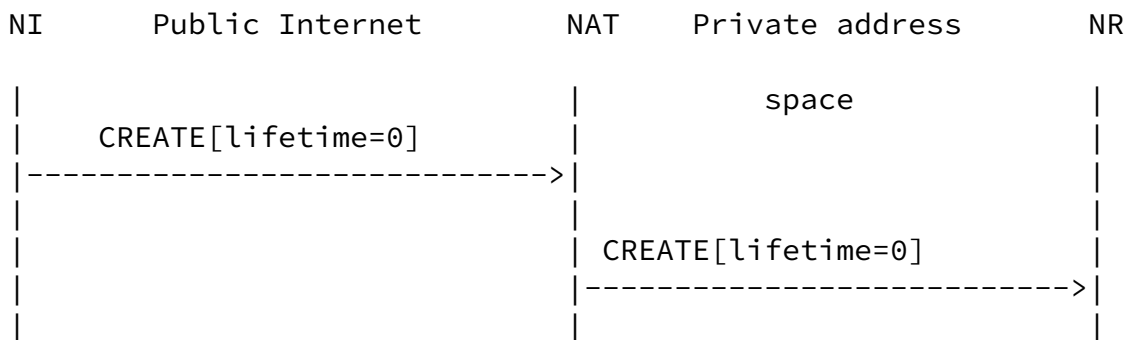 NI Public Internet NAT Private address NR
space
CREATE[lifetime=0]
CREATE[lifetime=0]